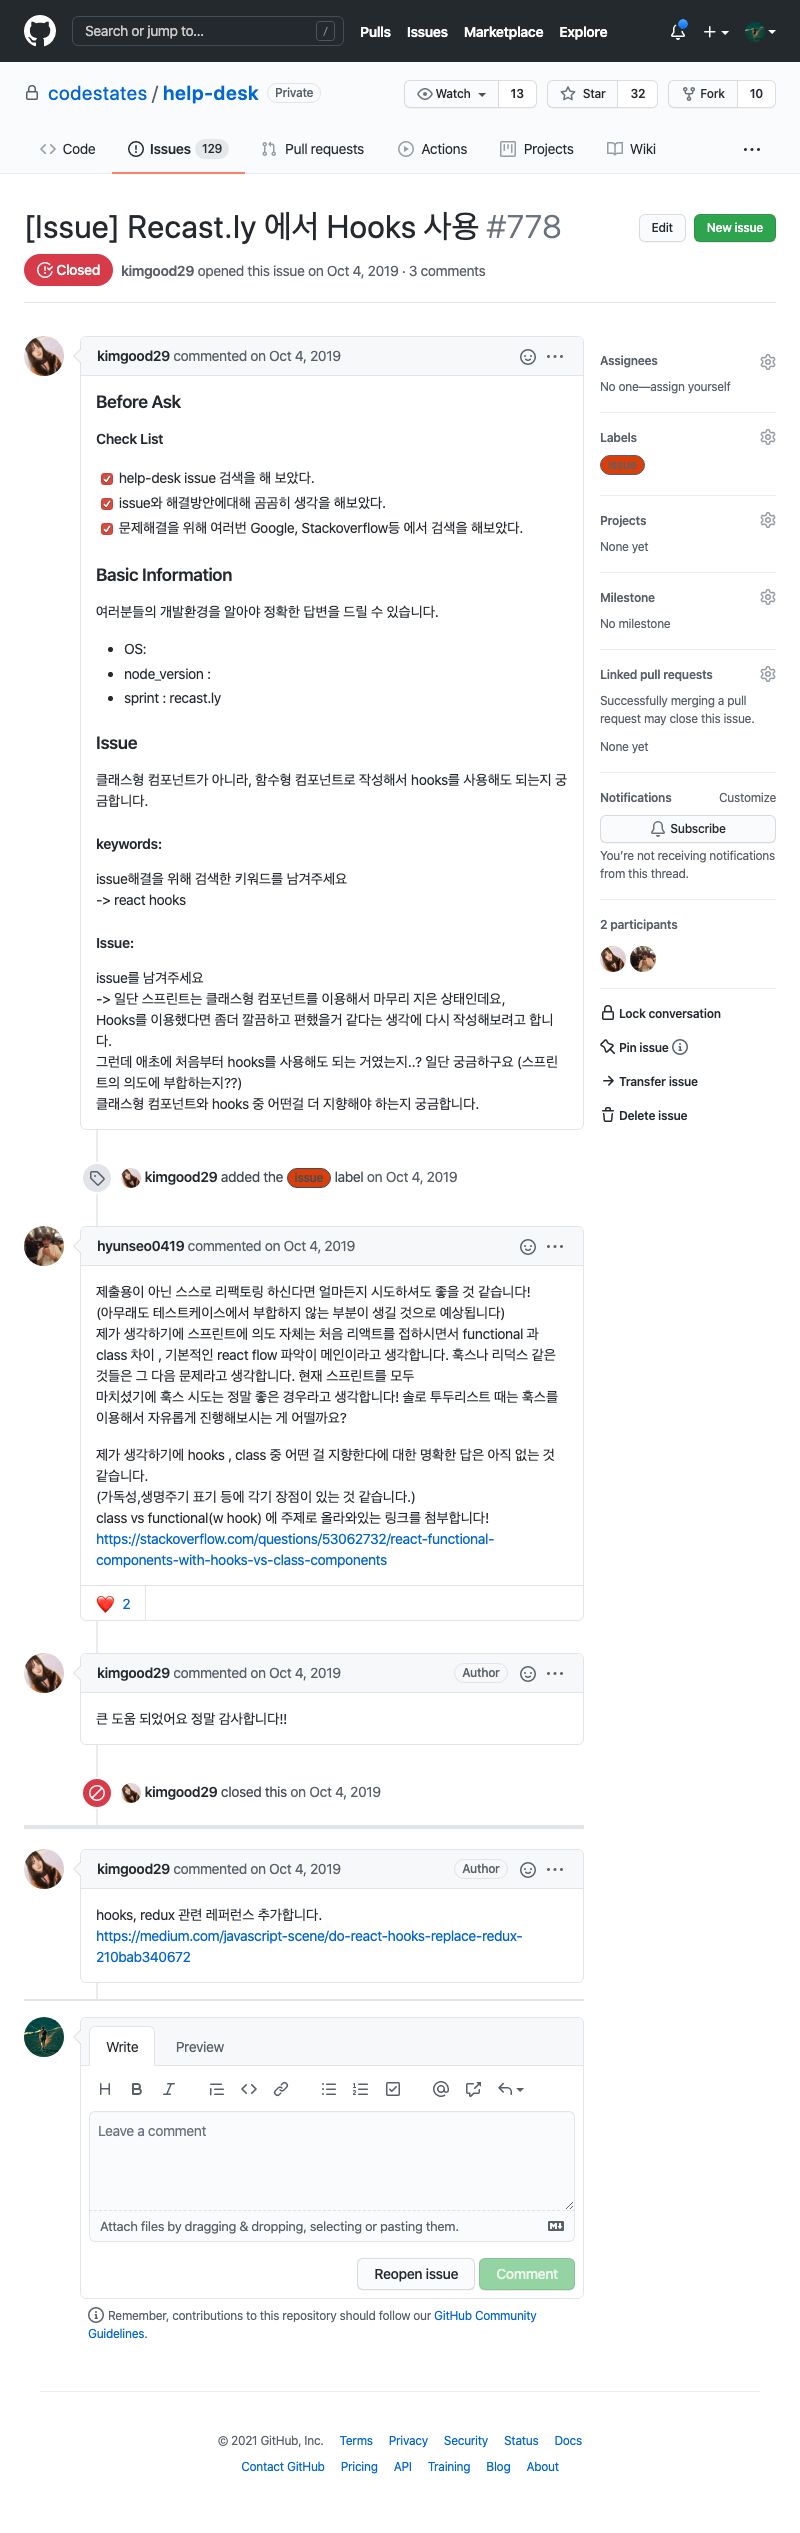 Search or jump to...
/
Pulls Issues Marketplace Explore
codestates / help-desk Private
Watch 13
Star 32
Fork 10
Code
Issues 129
Pull requests
Actions
Projects
Wiki
[Issue] Recast.ly 에서 Hooks 사용 #778
Edit
New issue
Closed
kimgood29 opened this issue on Oct 4, 2019 · 3 comments
kimgood29 commented on Oct 4, 2019
Before Ask
Check List
help-desk issue 검색을 해 보았다.
issue와 해결방안에대해 곰곰히 생각을 해보았다.
문제해결을 위해 여러번 Google, Stackoverflow등 에서 검색을 해보았다.
Basic Information
여러분들의 개발환경을 알아야 정확한 답변을 드릴 수 있습니다.
OS:
node_version :
sprint : recast.ly
Issue
클래스형 컴포넌트가 아니라, 함수형 컴포넌트로 작성해서 hooks를 사용해도 되는지 궁
금합니다.
keywords:
issue해결을 위해 검색한 키워드를 남겨주세요
-> react hooks
Issue:
issue를 남겨주세요
-> 일단 스프린트는 클래스형 컴포넌트를 이용해서 마무리 지은 상태인데요,
Hooks를 이용했다면 좀더 깔끔하고 편했을거 같다는 생각에 다시 작성해보려고 합니
다.
그런데 애초에 처음부터 hooks를 사용해도 되는 거였는지..? 일단 궁금하구요 (스프린
트의 의도에 부합하는지??)
클래스형 컴포넌트와 hooks 중 어떤걸 더 지향해야 하는지 궁금합니다.
kimgood29 added the issue label on Oct 4, 2019
hyunseo0419 commented on Oct 4, 2019
제출용이 아닌 스스로 리팩토링 하신다면 얼마든지 시도하셔도 좋을 것 같습니다!
(아무래도 테스트케이스에서 부합하지 않는 부분이 생길 것으로 예상됩니다)
제가 생각하기에 스프린트에 의도 자체는 처음 리액트를 접하시면서 functional 과
class 차이 , 기본적인 react flow 파악이 메인이라고 생각합니다. 훅스나 리덕스 같은
것들은 그 다음 문제라고 생각합니다. 현재 스프린트를 모두
마치셨기에 훅스 시도는 정말 좋은 경우라고 생각합니다! 솔로 투두리스트 때는 훅스를
이용해서 자유롭게 진행해보시는 게 어떨까요?
제가 생각하기에 hooks , class 중 어떤 걸 지향한다에 대한 명확한 답은 아직 없는 것
같습니다.
(가독성,생명주기 표기 등에 각기 장점이 있는 것 같습니다.)
class vs functional(w hook) 에 주제로 올라와있는 링크를 첨부합니다!
https://stackoverflow.com/questions/53062732/react-functional-
components-with-hooks-vs-class-components
2
kimgood29 commented on Oct 4, 2019 Author
큰 도움 되었어요 정말 감사합니다!!
kimgood29 closed this on Oct 4, 2019
kimgood29 commented on Oct 4, 2019 Author
hooks, redux 관련 레퍼런스 추가합니다.
https://medium.com/javascript-scene/do-react-hooks-replace-redux-
210bab340672
Write Preview
H B I
Leave a comment
Attach files by dragging & dropping, selecting or pasting them.
Reopen issue
Comment
Remember, contributions to this repository should follow our GitHub Community
Guidelines.
Assignees
No one—assign yourself
Labels
issue
Projects
None yet
Milestone
No milestone
Linked pull requests
Successfully merging a pull
request may close this issue.
None yet
Notifications Customize
Subscribe
You're not receiving notifications
from this thread.
2 participants
Lock conversation
Pin issue
Transfer issue
Delete issue
© 2021 GitHub, Inc. Terms Privacy Security Status Docs
Contact GitHub Pricing API Training Blog About